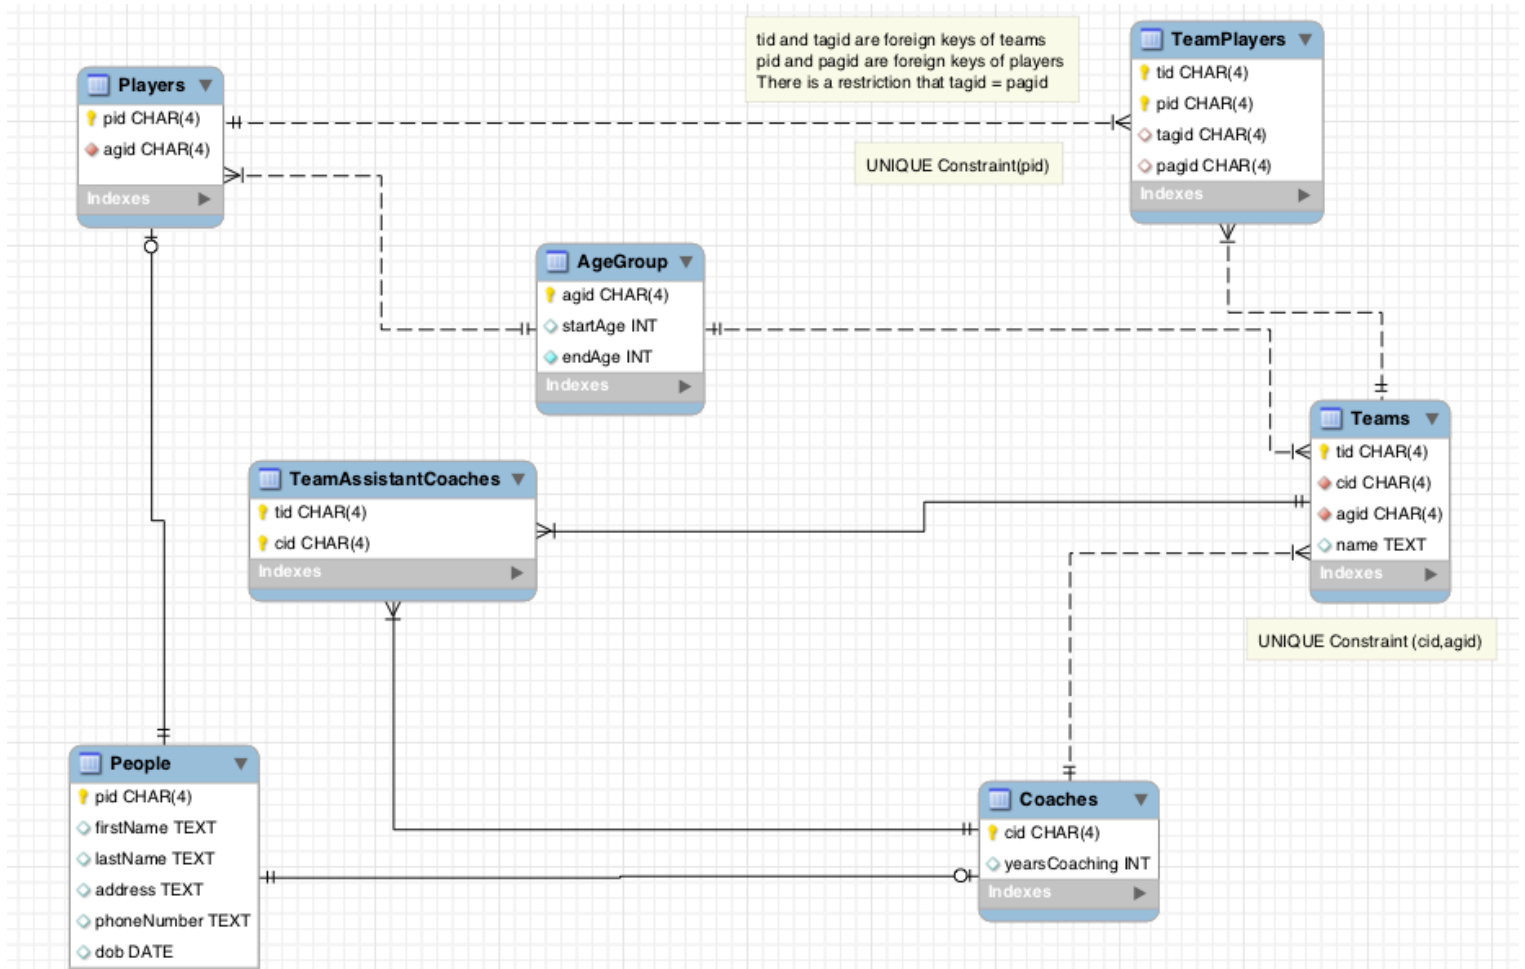 tid and tagid are foreign keys of teams
pid and pagid are foreign keys of players
There is a restriction that tagid = pagid
TeamPlayers
tid CHAR(4)
pid CHAR(4)
tagid CHAR(4)
pagid CHAR(4)
Indexes
Players
pid CHAR(4)
agid CHAR(4)
Indexes
UNIQUE Constraint(pid)
AgeGroup
agid CHAR(4)
startAge INT
endAge INT
Indexes
Teams
tid CHAR(4)
cid CHAR(4)
agid CHAR(4)
name TEXT
Indexes
UNIQUE Constraint (cid,agid)
TeamAssistantCoaches
tid CHAR(4)
cid CHAR(4)
Indexes
People
pid CHAR(4)
firstName TEXT
lastName TEXT
address TEXT
phoneNumber TEXT
dob DATE
Coaches
cid CHAR(4)
yearsCoaching INT
Indexes